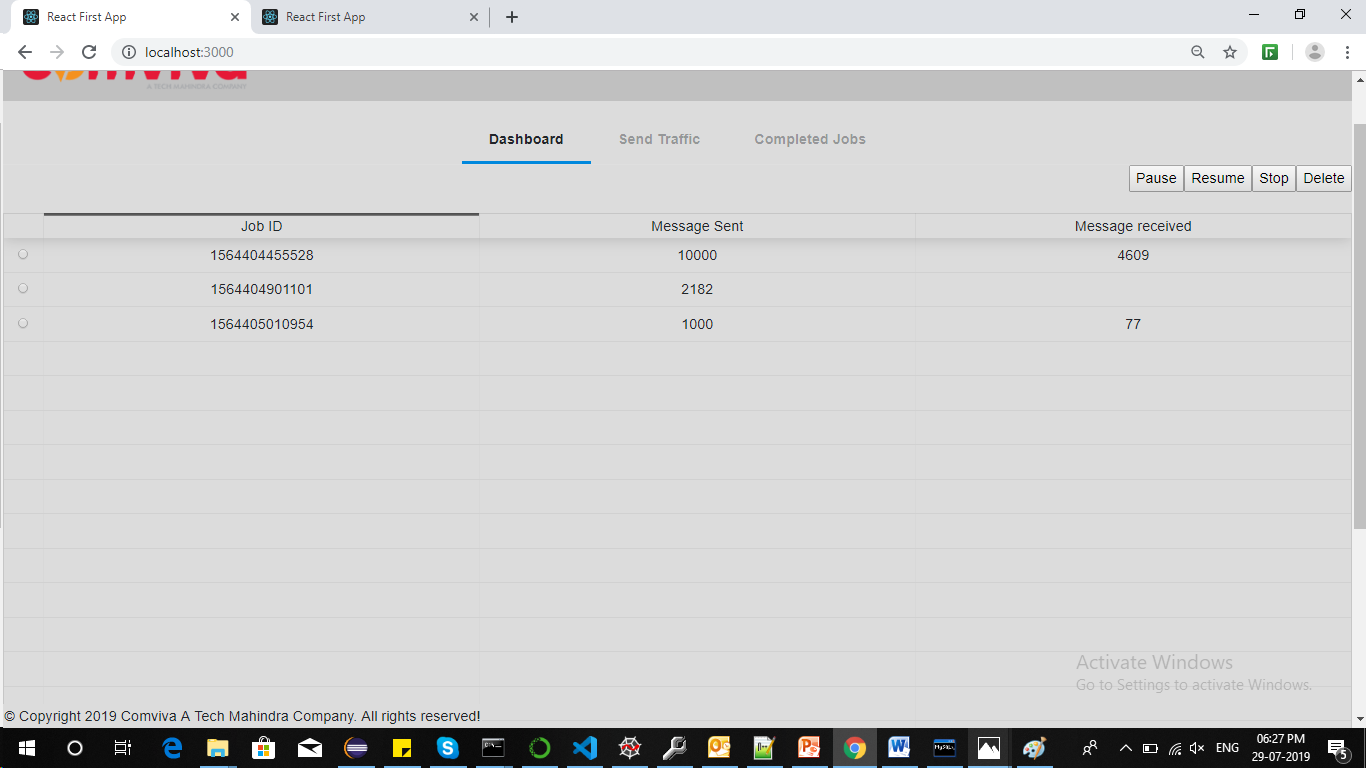 React First App
React First App
localhost:3000
comviva
A TECH MAHINDRA COMPANY
Dashboard Send Traffic Completed Jobs
Pause Resume Stop Delete
Job ID Message Sent Message received
1564404455528 10000 4609
1564404901101 2182
1564405010954 1000 77
Activate Windows
Go to Settings to activate Windows.
© Copyright 2019 Comviva A Tech Mahindra Company. All rights reserved!
ENG
06:27 PM
29-07-2019
5